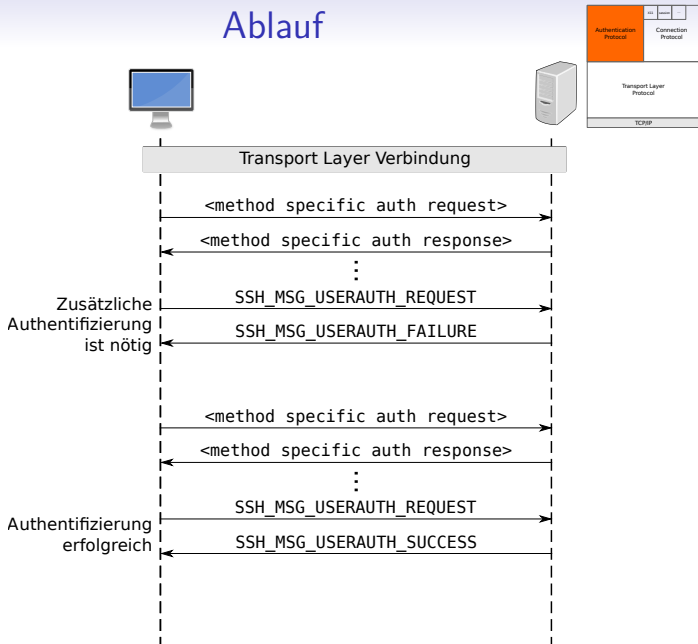 Ablauf
Authentication
Protocol
Connection
Protocol
Transport Layer
Protocol
TCP/IP
Transport Layer Verbindung
<method specific auth request>
<method specific auth response>
⋮
Zusätzliche
Authentifizierung
ist nötig
SSH_MSG_USERAUTH_REQUEST
SSH_MSG_USERAUTH_FAILURE
<method specific auth request>
<method specific auth response>
⋮
Authentifizierung
erfolgreich
SSH_MSG_USERAUTH_REQUEST
SSH_MSG_USERAUTH_SUCCESS